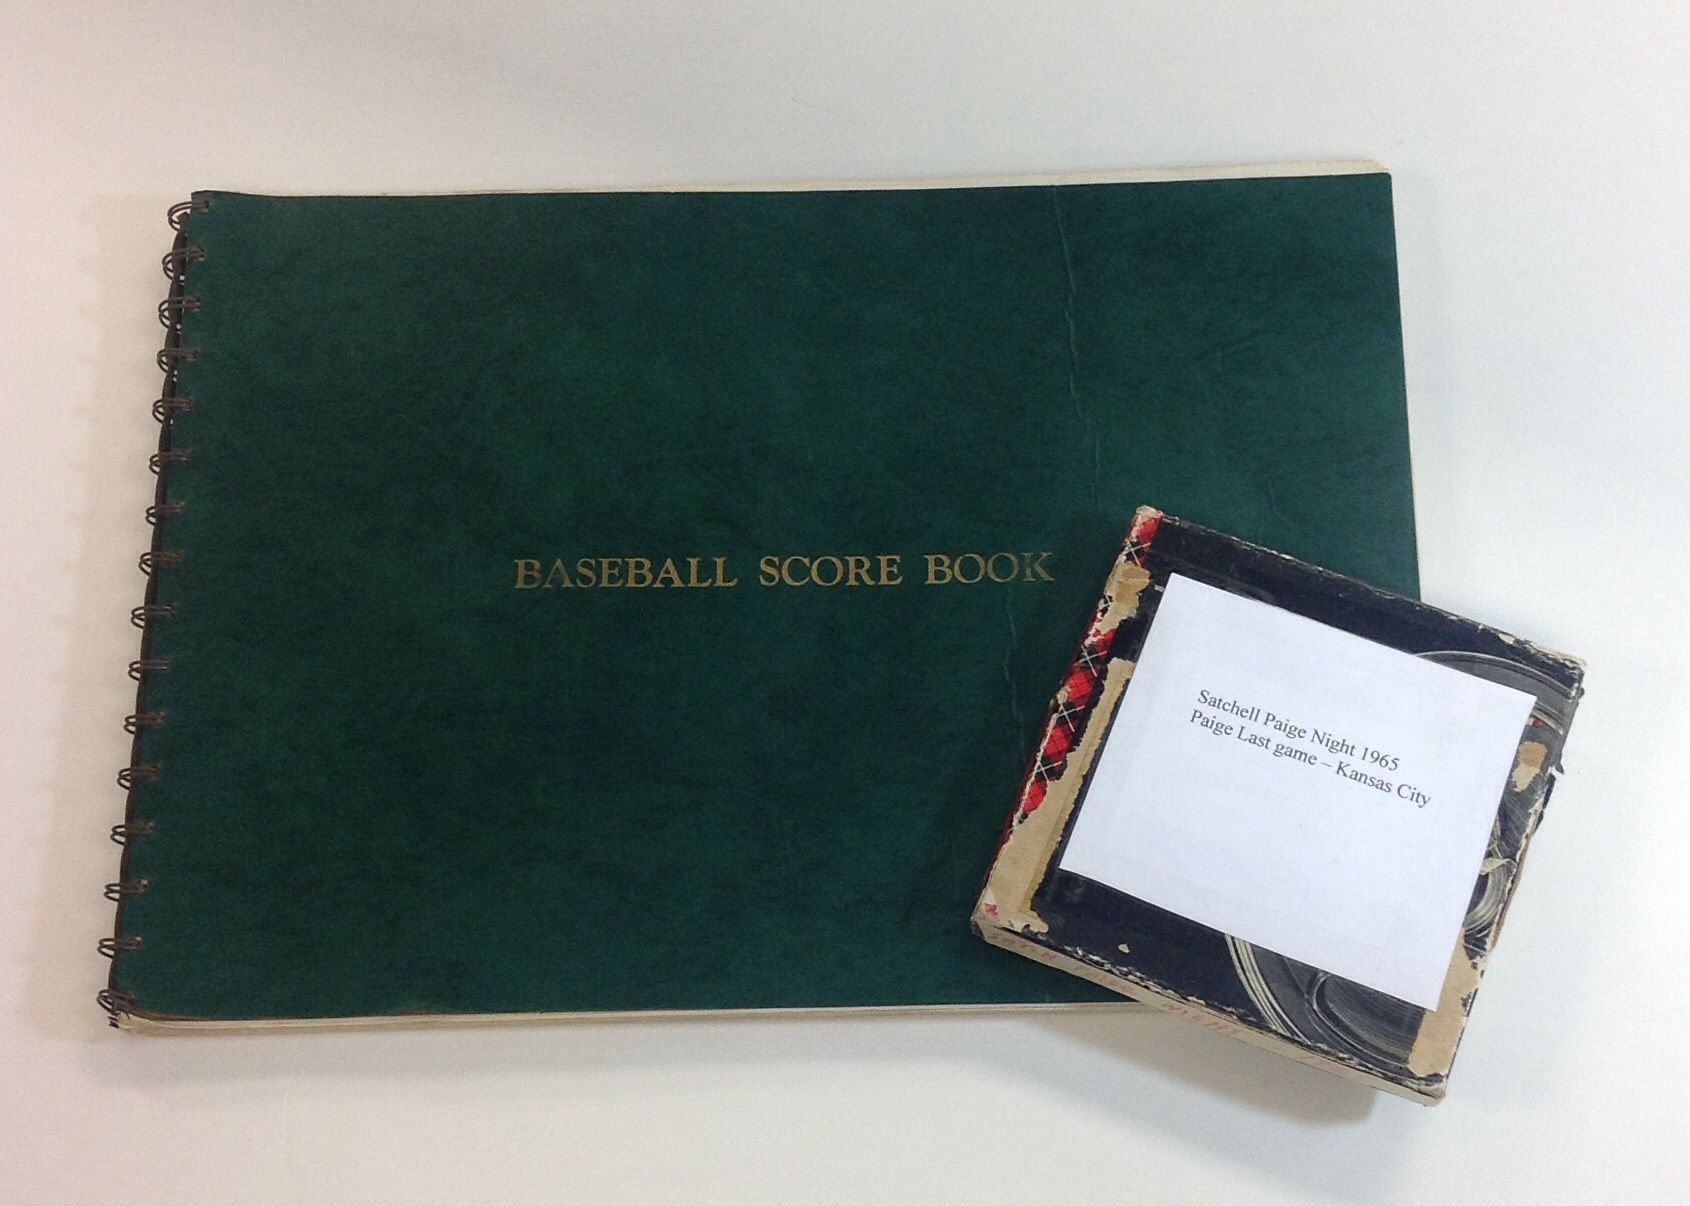 BASEBALL SCORE BOOK
Satchell Paige Night 1965
Paige Last game – Kansas City